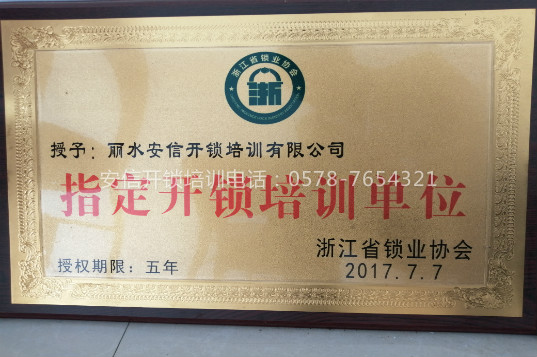 浙江省锁业协会
浙
授予：丽水安信开锁培训有限公司
安信开锁培训电话：0578-7654321
指定开锁培训单位
浙江省锁业协会
授权期限：五年
2017.7.7